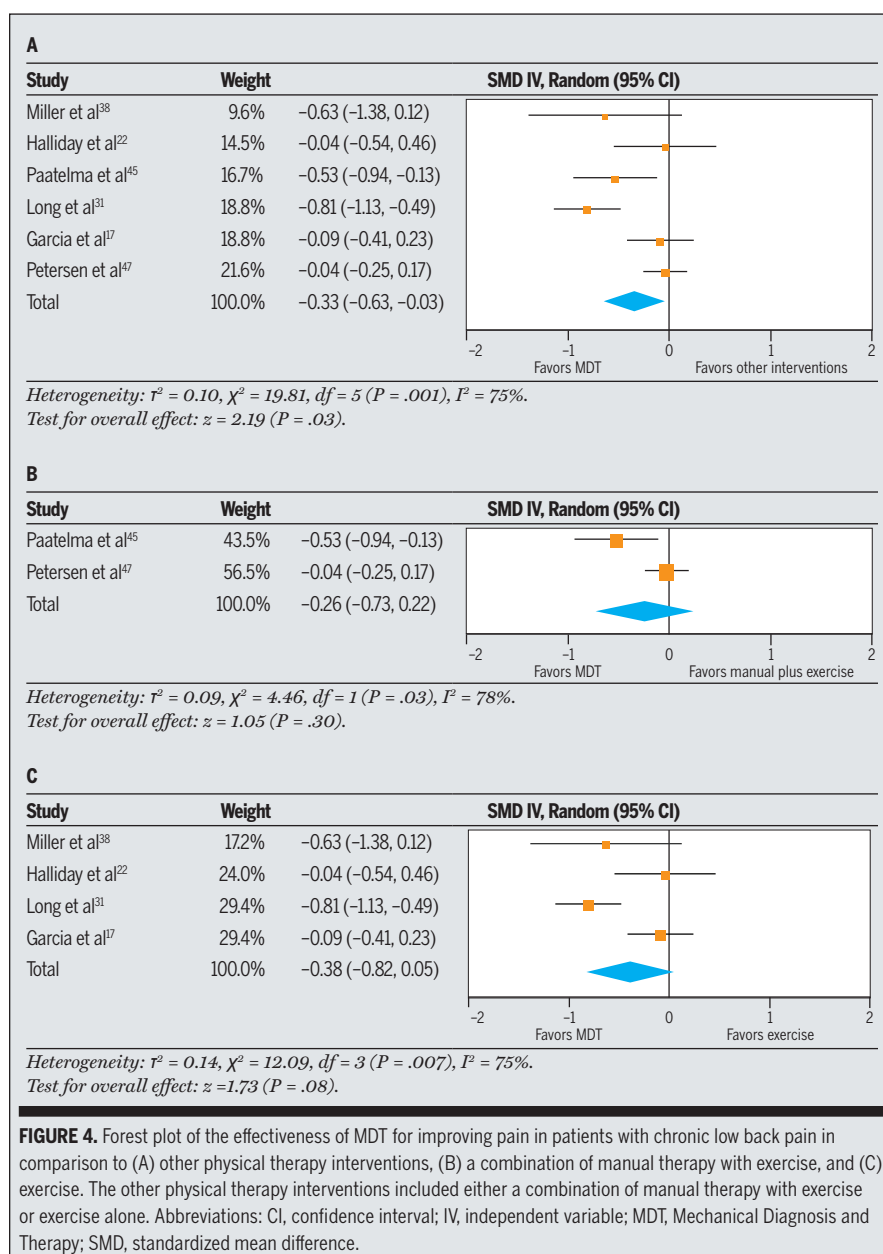 A
Study Weight SMD IV, Random (95% CI)
Miller et al³⁸ 9.6% −0.63 (−1.38, 0.12)
Halliday et al²² 14.5% −0.04 (−0.54, 0.46)
Paatelma et al⁴⁵ 16.7% −0.53 (−0.94, −0.13)
Long et al³¹ 18.8% −0.81 (−1.13, −0.49)
Garcia et al¹⁷ 18.8% −0.09 (−0.41, 0.23)
Petersen et al⁴⁷ 21.6% −0.04 (−0.25, 0.17)
Total 100.0% −0.33 (−0.63, −0.03)
−2 −1 0 1 2
Favors MDT Favors other interventions
Heterogeneity: τ² = 0.10, χ² = 19.81, df = 5 (P = .001), I² = 75%.
Test for overall effect: z = 2.19 (P = .03).
B
Study Weight SMD IV, Random (95% CI)
Paatelma et al⁴⁵ 43.5% −0.53 (−0.94, −0.13)
Petersen et al⁴⁷ 56.5% −0.04 (−0.25, 0.17)
Total 100.0% −0.26 (−0.73, 0.22)
−2 −1 0 1 2
Favors MDT Favors manual plus exercise
Heterogeneity: τ² = 0.09, χ² = 4.46, df = 1 (P = .03), I² = 78%.
Test for overall effect: z = 1.05 (P = .30).
C
Study Weight SMD IV, Random (95% CI)
Miller et al³⁸ 17.2% −0.63 (−1.38, 0.12)
Halliday et al²² 24.0% −0.04 (−0.54, 0.46)
Long et al³¹ 29.4% −0.81 (−1.13, −0.49)
Garcia et al¹⁷ 29.4% −0.09 (−0.41, 0.23)
Total 100.0% −0.38 (−0.82, 0.05)
−2 −1 0 1 2
Favors MDT Favors exercise
Heterogeneity: τ² = 0.14, χ² = 12.09, df = 3 (P = .007), I² = 75%.
Test for overall effect: z =1.73 (P = .08).
FIGURE 4. Forest plot of the effectiveness of MDT for improving pain in patients with chronic low back pain in
comparison to (A) other physical therapy interventions, (B) a combination of manual therapy with exercise, and (C)
exercise. The other physical therapy interventions included either a combination of manual therapy with exercise
or exercise alone. Abbreviations: CI, confidence interval; IV, independent variable; MDT, Mechanical Diagnosis and
Therapy; SMD, standardized mean difference.